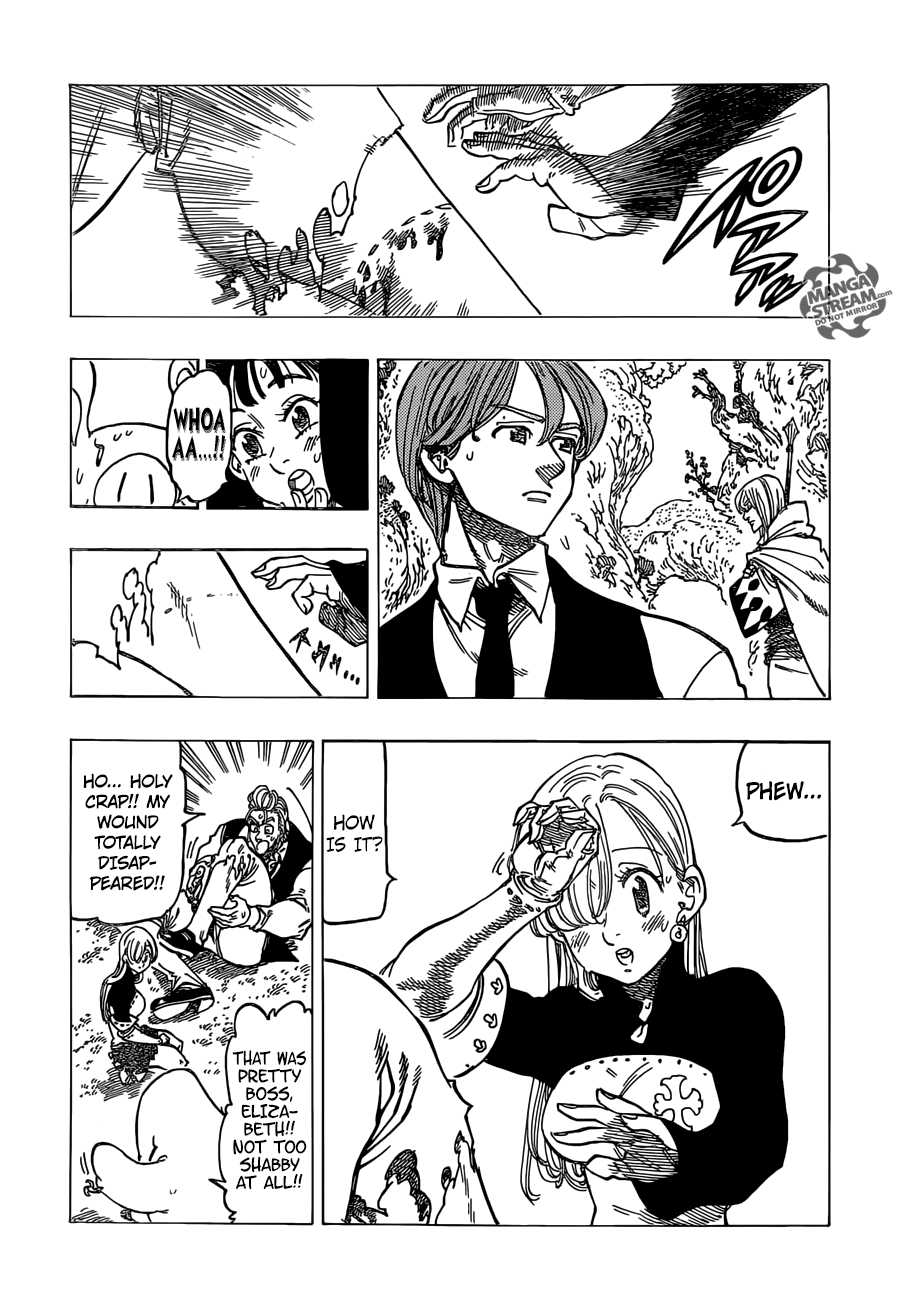 MANGA
STREAM.com
DO NOT MIRROR
WHOA
AA...!!
PHEW...
HOW
IS IT?
HO... HOLY
CRAP!! MY
WOUND
TOTALLY
DISAP-
PEARED!!
THAT WAS
PRETTY
BOSS,
ELIZA-
BETH!!
NOT TOO
SHABBY
AT ALL!!